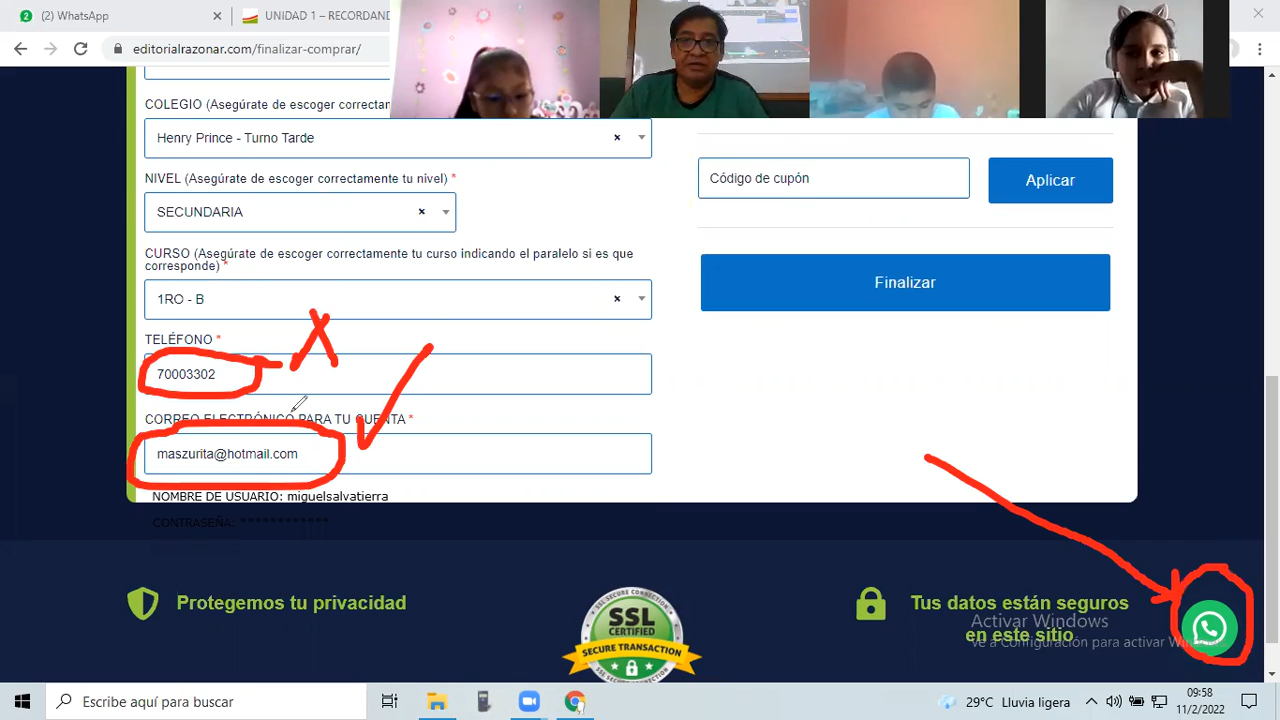 WhatsApp
UNIDAD 1 – RECORDAND
editorialrazonar.com/finalizar-comprar/
COLEGIO (Asegúrate de escoger correctam
Henry Prince - Turno Tarde
NIVEL (Asegúrate de escoger correctamente tu nivel) *
SECUNDARIA
CURSO (Asegúrate de escoger correctamente tu curso indicando el paralelo si es que
corresponde) *
1RO - B
TELÉFONO *
70003302
CORREO ELECTRÓNICO PARA TU CUENTA *
maszurita@hotmail.com
NOMBRE DE USUARIO: miguelsalvatierra
CONTRASEÑA: ************
Código de cupón
Aplicar
Finalizar
Protegemos tu privacidad
SSL
CERTIFIED
SECURE TRANSACTION
Tus datos están seguros
en este sitio
Activar Windows
Ve a Configuración para activar Windows.
Escribe aquí para buscar
29°C Lluvia ligera
09:58
11/2/2022